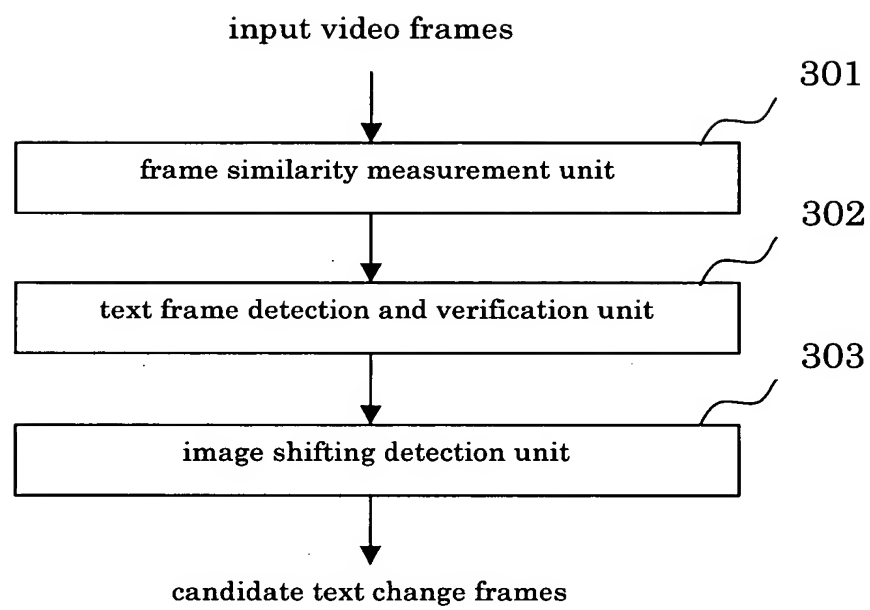 input video frames
301
frame similarity measurement unit
302
text frame detection and verification unit
303
image shifting detection unit
candidate text change frames